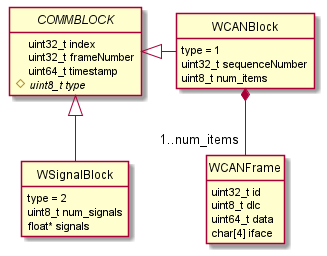 COMMBLOCK
uint32_t index
uint32_t frameNumber
uint64_t timestamp
uint8_t type
WCANBlock
type = 1
uint32_t sequenceNumber
uint8_t num_items
1..num_items
WSignalBlock
type = 2
uint8_t num_signals
float* signals
WCANFrame
uint32_t id
uint8_t dlc
uint64_t data
char[4] iface